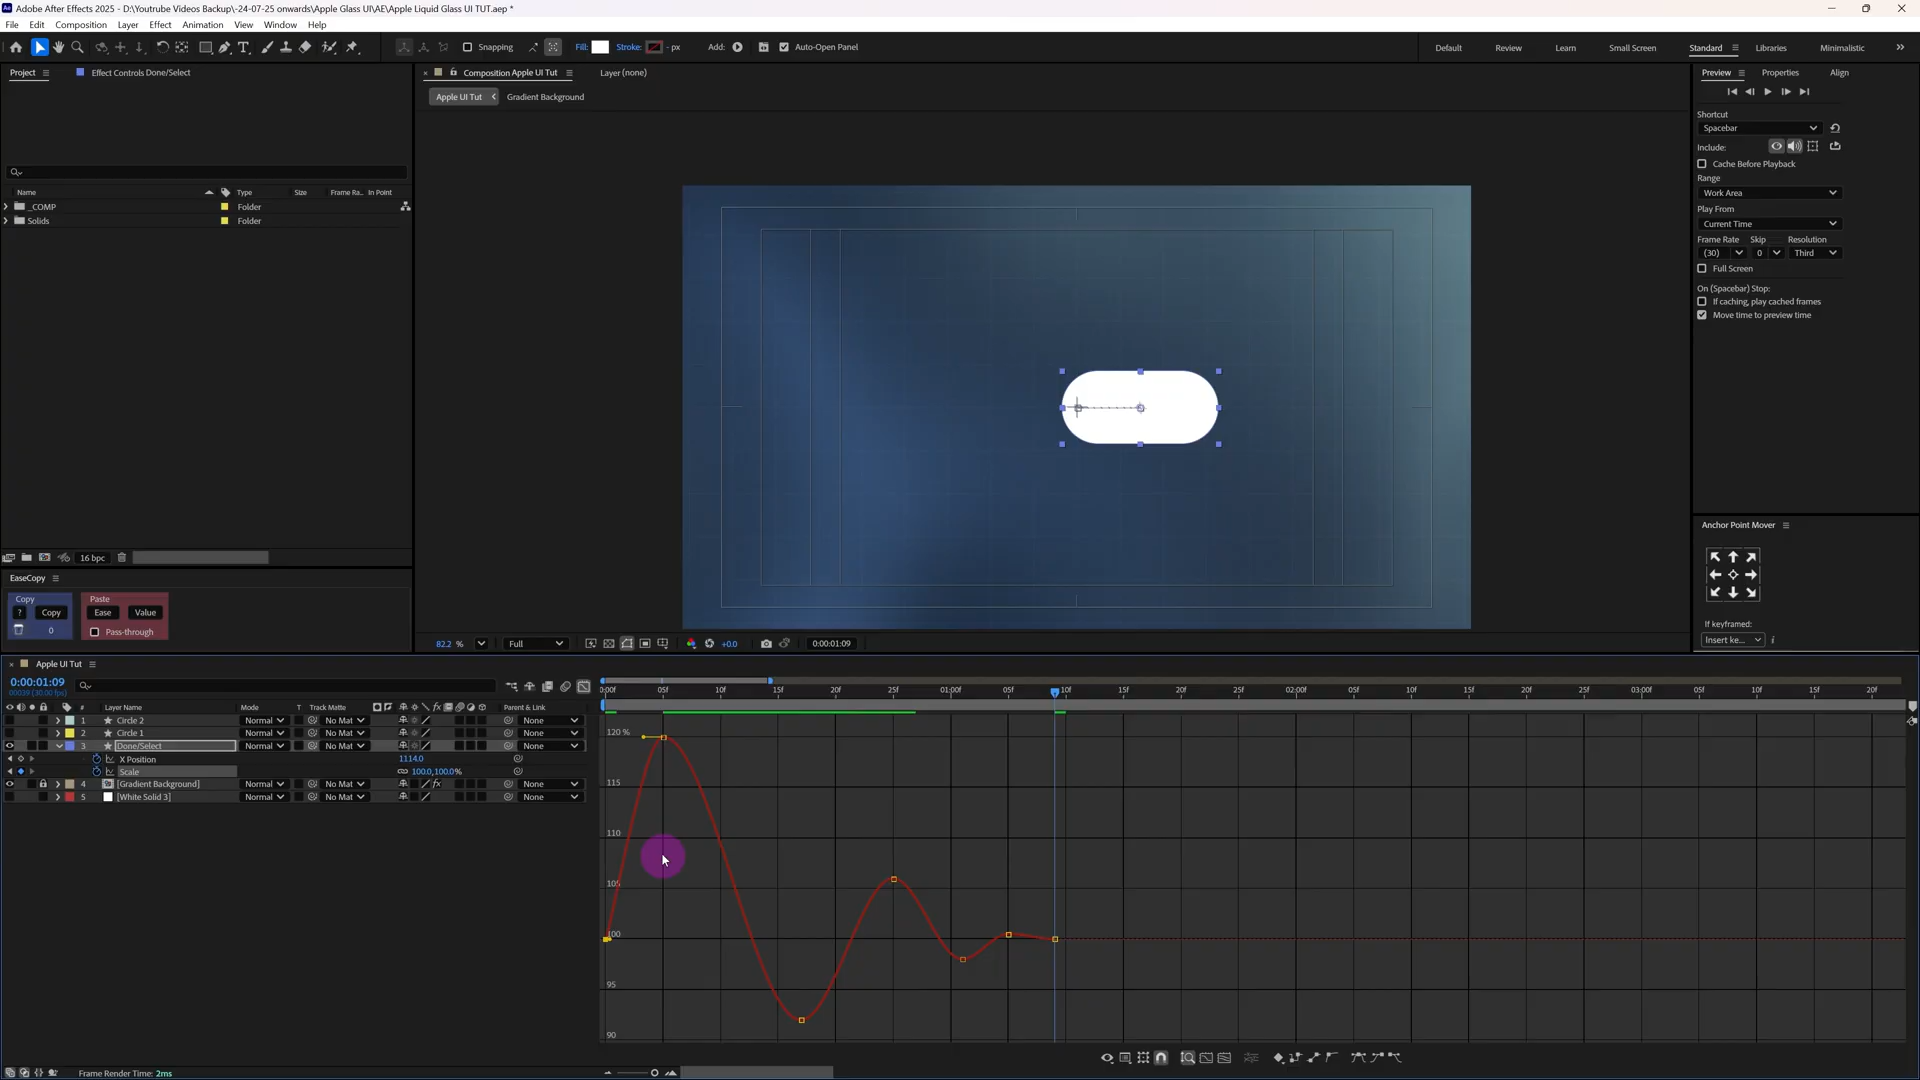 Adobe After Effects 2025 - D:\Youtube Videos Backup\-24-07-25 onwards\Apple Glass UI\AE\Apple Liquid Glass UI TUT.aep *
File Edit Composition Layer Effect Animation View Window Help
Snapping Fill: Stroke: - px Add: Auto-Open Panel Default Review Learn Small Screen Standard Libraries Minimalistic
Project Effect Controls Done/Select Composition Apple UI Tut Layer (none) Preview Properties Align
Apple UI Tut Gradient Background
Shortcut
Spacebar
Include:
Cache Before Playback
Range
Work Area
Play From
Current Time
Frame Rate Skip Resolution
(30) 0 Third
Full Screen
On (Spacebar) Stop:
If caching, play cached frames
Move time to preview time
Name Type Size Frame Ra... In Point
_COMP Folder
Solids Folder
16 bpc
Anchor Point Mover
If keyframed:
Insert ke...
EaseCopy
Copy Paste
? Copy Ease Value
0 Pass-through
82.2 % Full +0.0 0:00:01:09
Apple UI Tut
0:00:01:09
00039 (30.00 fps)
0:00f 05f 10f 15f 20f 25f 01:00f 05f 10f 15f 20f 25f 02:00f 05f 10f 15f 20f 25f 03:00f 05f 10f 15f 20f
# Layer Name Mode T Track Matte Parent & Link
1 Circle 2 Normal No Mat None
2 Circle 1 Normal No Mat None
3 Done/Select Normal No Mat None
X Position 1114.0
Scale 100.0,100.0%
4 [Gradient Background] Normal No Mat None
5 [White Solid 3] Normal No Mat None
120 %
115
110
105
100
95
90
Frame Render Time: 2ms